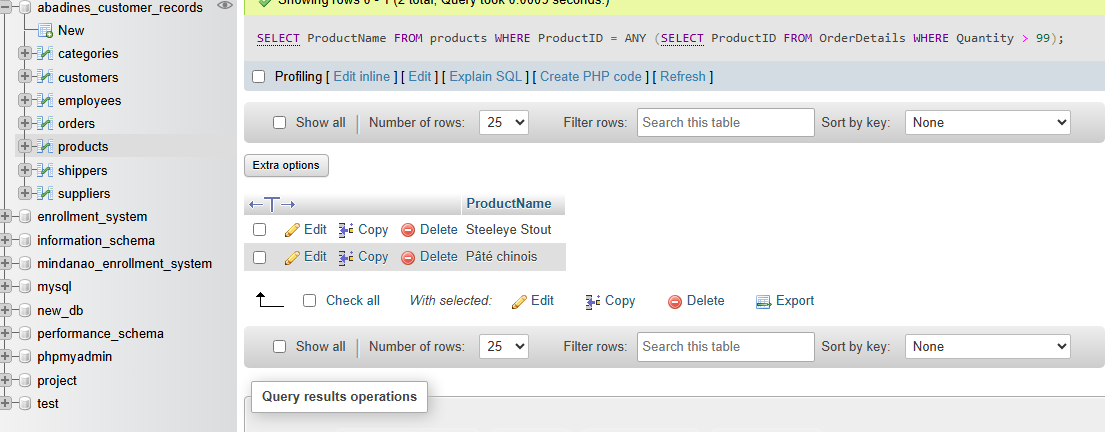 abadines_customer_records
New
categories
customers
employees
orders
products
shippers
suppliers
enrollment_system
information_schema
mindanao_enrollment_system
mysql
new_db
performance_schema
phpmyadmin
project
test
Showing rows 0 - 1 (2 total, Query took 0.0009 seconds.)
SELECT ProductName FROM products WHERE ProductID = ANY (SELECT ProductID FROM OrderDetails WHERE Quantity > 99);
Profiling [ Edit inline ] [ Edit ] [ Explain SQL ] [ Create PHP code ] [ Refresh ]
Show all | Number of rows: 25 Filter rows: Search this table Sort by key: None
Extra options
←T→ ProductName
Edit Copy Delete Steeleye Stout
Edit Copy Delete Pâté chinois
Check all With selected: Edit Copy Delete Export
Show all | Number of rows: 25 Filter rows: Search this table Sort by key: None
Query results operations